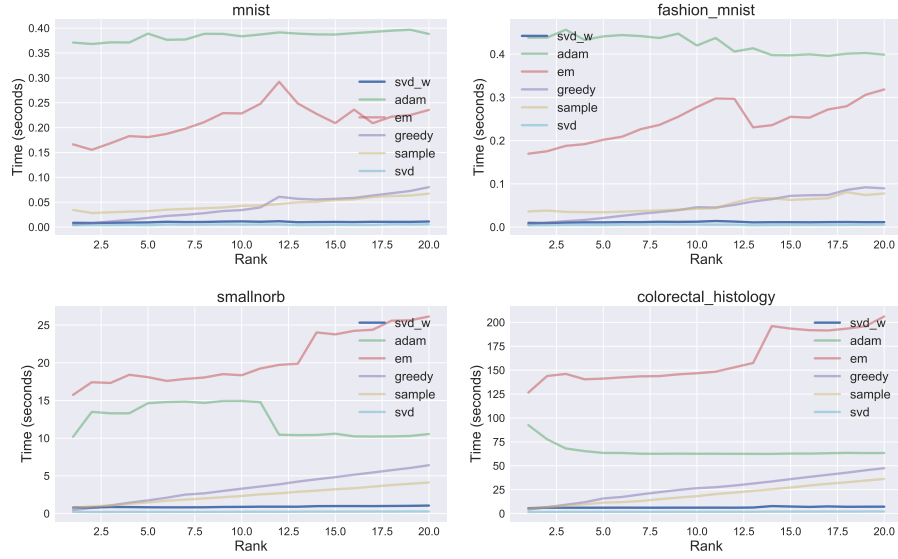 mnist
0.40
0.35
0.30
0.25
0.20
0.15
0.10
0.05
0.00
Time (seconds)
svd_w
adam
em
greedy
sample
svd
2.5 5.0 7.5 10.0 12.5 15.0 17.5 20.0
Rank
fashion_mnist
0.4
0.3
0.2
0.1
0.0
Time (seconds)
svd_w
adam
em
greedy
sample
svd
2.5 5.0 7.5 10.0 12.5 15.0 17.5 20.0
Rank
smallnorb
25
20
15
10
5
0
Time (seconds)
svd_w
adam
em
greedy
sample
svd
2.5 5.0 7.5 10.0 12.5 15.0 17.5 20.0
Rank
colorectal_histology
200
175
150
125
100
75
50
25
0
Time (seconds)
svd_w
adam
em
greedy
sample
svd
2.5 5.0 7.5 10.0 12.5 15.0 17.5 20.0
Rank